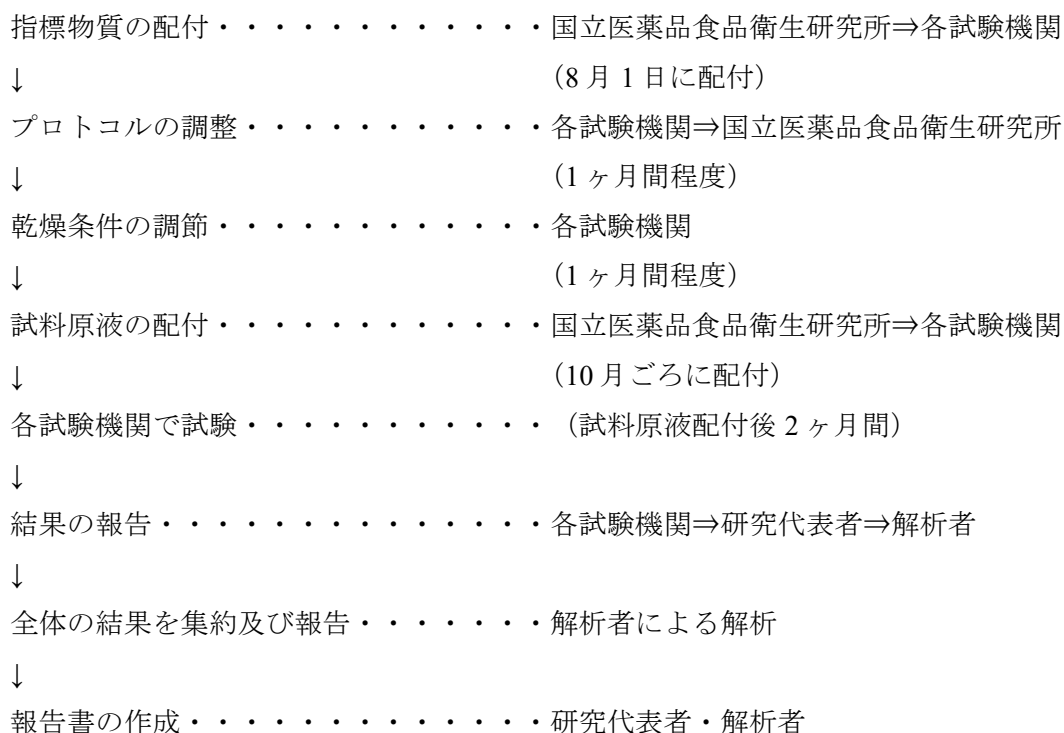 指標物質の配付・・・・・・・・・・・・国立医薬品食品衛生研究所⇒各試験機関
↓ （8 月 1 日に配付）
プロトコルの調整・・・・・・・・・・・各試験機関⇒国立医薬品食品衛生研究所
↓ （1 ヶ月間程度）
乾燥条件の調節・・・・・・・・・・・・各試験機関
↓ （1 ヶ月間程度）
試料原液の配付・・・・・・・・・・・・国立医薬品食品衛生研究所⇒各試験機関
↓ （10 月ごろに配付）
各試験機関で試験・・・・・・・・・・・（試料原液配付後 2 ヶ月間）
↓
結果の報告・・・・・・・・・・・・・・各試験機関⇒研究代表者⇒解析者
↓
全体の結果を集約及び報告・・・・・・・解析者による解析
↓
報告書の作成・・・・・・・・・・・・・研究代表者・解析者